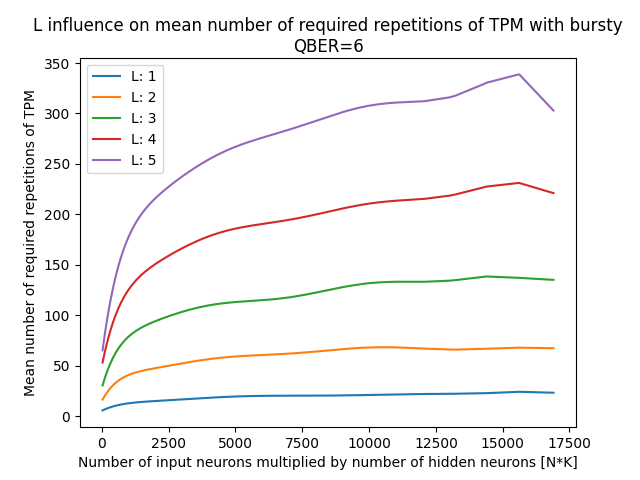 L influence on mean number of required repetitions of TPM with bursty
QBER=6
350
300
250
200
150
100
50
0
Mean number of required repetitions of TPM
L: 1
L: 2
L: 3
L: 4
L: 5
0 2500 5000 7500 10000 12500 15000 17500
Number of input neurons multiplied by number of hidden neurons [N*K]